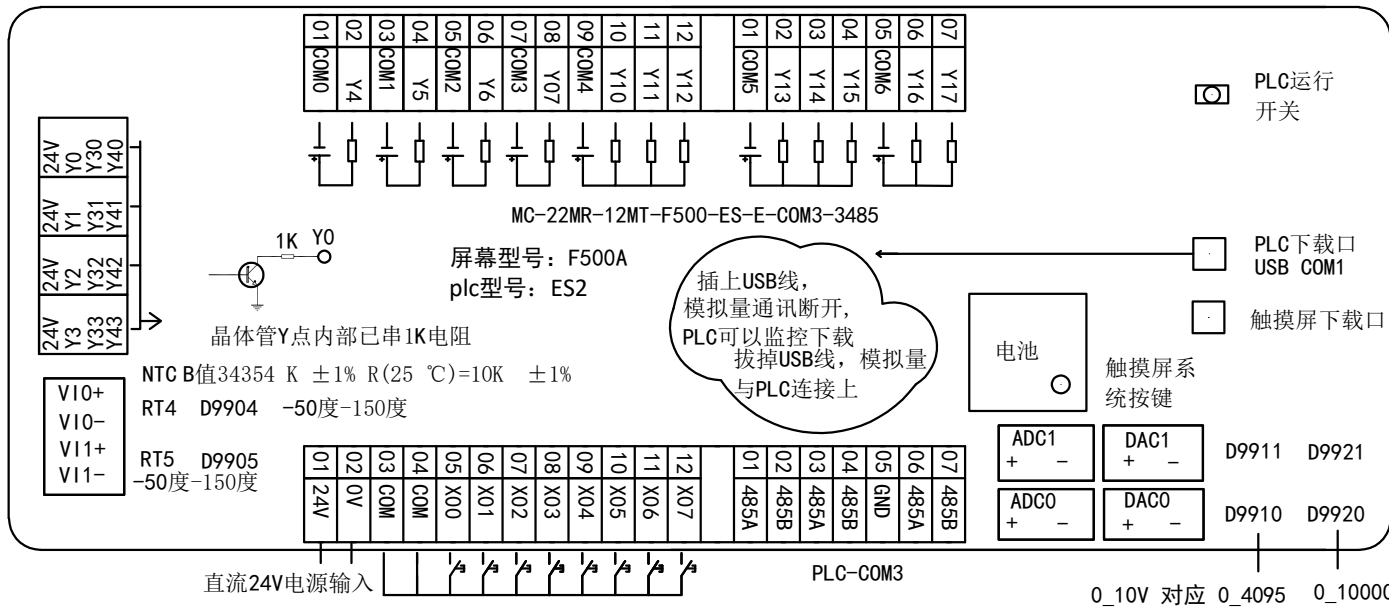 01 02 03 04 05 06 07 08 09 10 11 12
COM0 Y4 COM1 Y5 COM2 Y6 COM3 Y07 COM4 Y10 Y11 Y12
01 02 03 04 05 06 07
COM5 Y13 Y14 Y15 COM6 Y16 Y17
PLC运行
开关
24V Y0 Y30 Y40
24V Y1 Y31 Y41
24V Y2 Y32 Y42
24V Y3 Y33 Y43
MC-22MR-12MT-F500-ES-E-COM3-3485
1K Y0
屏幕型号：F500A
plc型号：ES2
晶体管Y点内部已串1K电阻
插上USB线，
模拟量通讯断开，
PLC可以监控下载
拔掉USB线，模拟量
与PLC连接上
PLC下载口
USB COM1
触摸屏下载口
电池
触摸屏系
统按键
NTC B值34354 K ±1% R(25 ℃)=10K ±1%
RT4 D9904 -50度-150度
RT5 D9905
-50度-150度
VI0+
VI0-
VI1+
VI1-
ADC1
+ -
DAC1
+ -
D9911 D9921
ADC0
+ -
DAC0
+ -
D9910 D9920
01 02 03 04 05 06 07 08 09 10 11 12
24V 0V COM COM X00 X01 X02 X03 X04 X05 X06 X07
01 02 03 04 05 06 07
485A 485B 485A 485B GND 485A 485B
直流24V电源输入
PLC-COM3
0_10V 对应 0_4095 0_10000